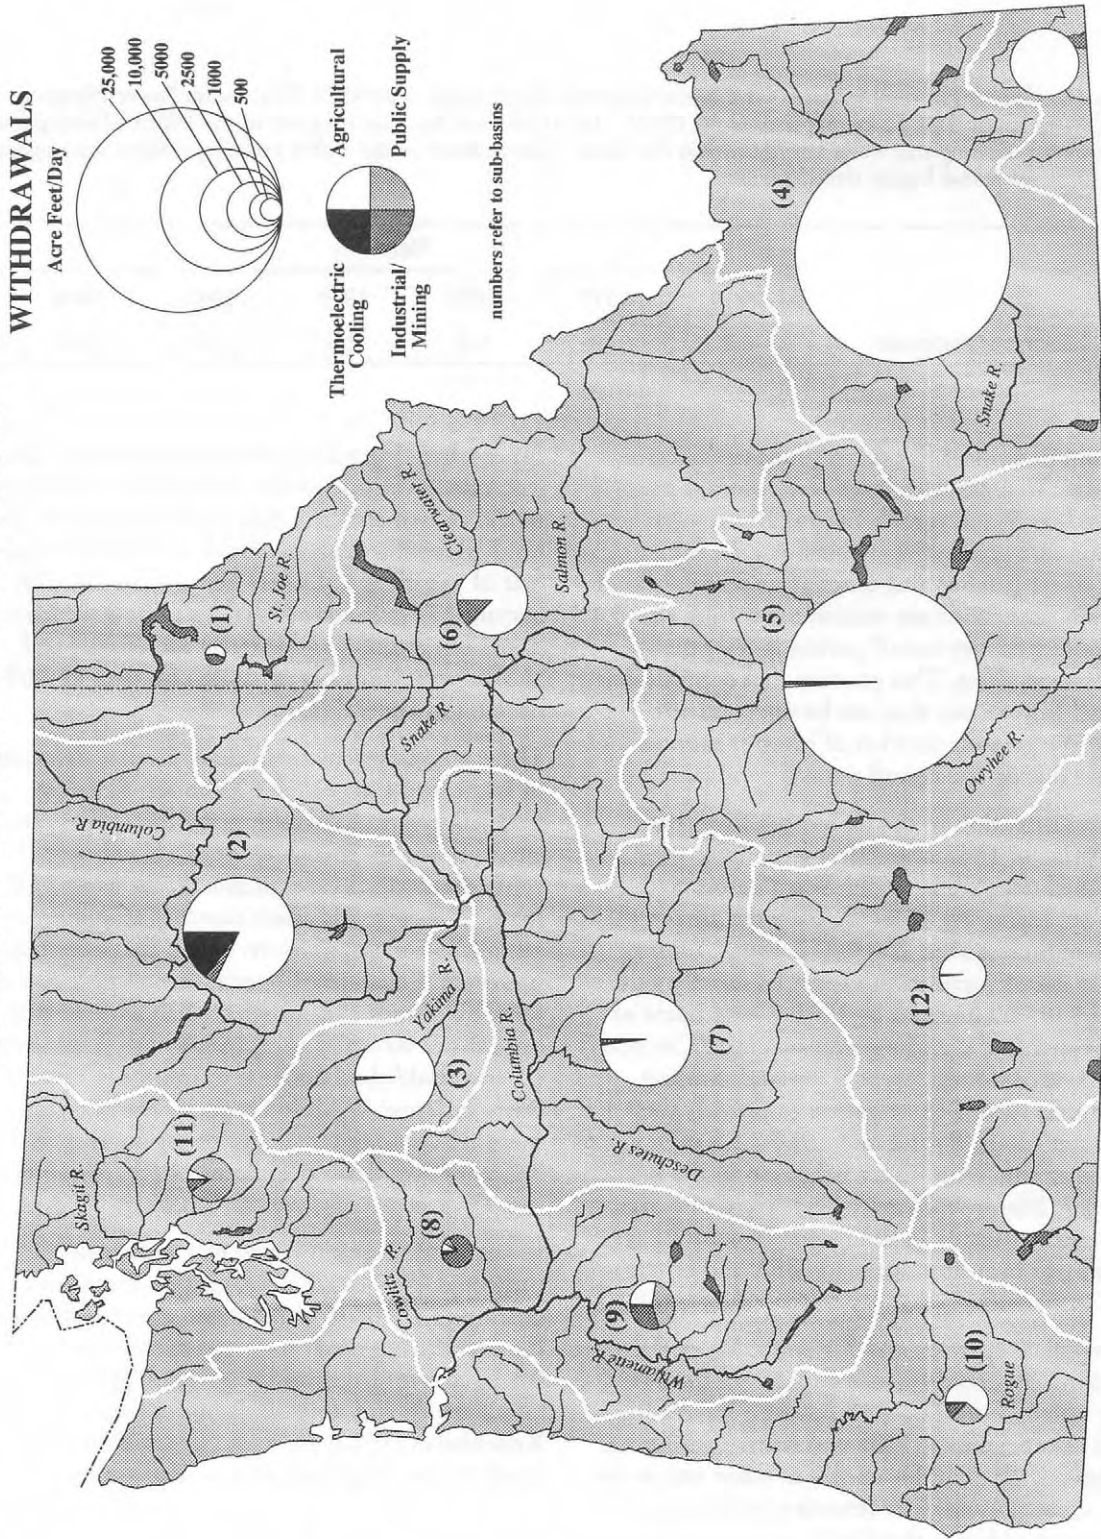 WITHDRAWALS
Acre Feet/Day
25,000
10,000
5000
2500
1000
500
Thermoelectric
Cooling
Agricultural
Industrial/
Mining
Public Supply
numbers refer to sub-basins
Skagit R.
(11)
Columbia R.
(2)
(1)
St. Joe R.
Cowlitz R.
(8)
(3)
Yakima R.
Snake R.
(6)
Clearwater R.
Columbia R.
Salmon R.
(9)
Willamette R.
Deschutes R.
(7)
(5)
(4)
(10)
Rogue
(12)
Owyhee R.
Snake R.